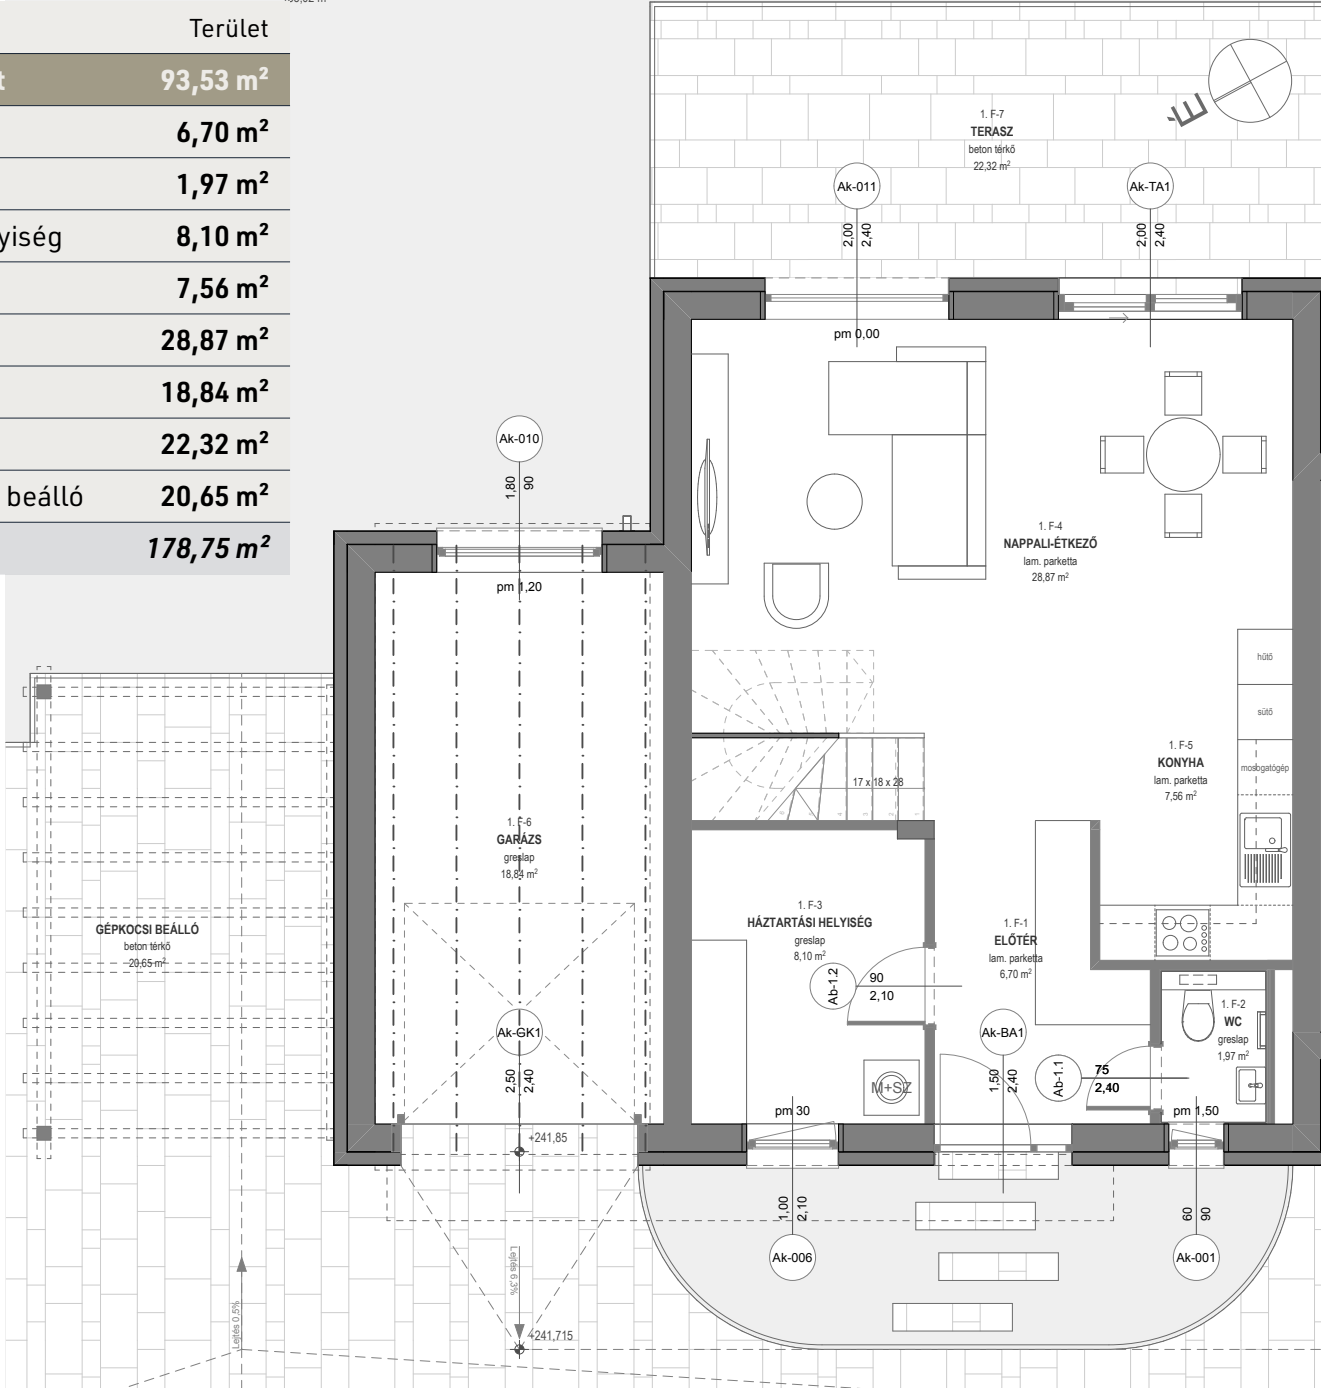 Terület
93,53 m²
6,70 m²
1,97 m²
8,10 m²
7,56 m²
28,87 m²
18,84 m²
22,32 m²
beálló 20,65 m²
178,75 m²
É
1. F-7
TERASZ
beton térkő
22,32 m²
Ak-011
2,00
2,40
Ak-TA1
2,00
2,40
pm 0,00
Ak-010
1,80
90
pm 1,20
1. F-4
NAPPALI-ÉTKEZŐ
lam. parketta
28,87 m²
hűtő
sütő
mosogatógép
1. F-5
KONYHA
lam. parketta
7,56 m²
17 x 18 x 28
1. F-6
GARÁZS
greslap
18,84 m²
GÉPKOCSI BEÁLLÓ
beton térkő
20,65 m²
1. F-3
HÁZTARTÁSI HELYISÉG
greslap
8,10 m²
1. F-1
ELŐTÉR
lam. parketta
6,70 m²
Ab-1.2
90
2,10
1. F-2
WC
greslap
1,97 m²
Ak-GK1
2,50
2,40
Ak-BA1
1,50
2,40
Ab-1.1
75
2,40
M+SZ
pm 30
pm 1,50
+241,85
1,00
2,10
Ak-006
60
90
Ak-001
Lejtés 6,3%
Lejtés 0,5%
+241,715